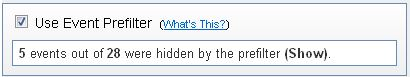 Use Event Prefilter (What's This?)
5 events out of 28 were hidden by the prefilter (Show).